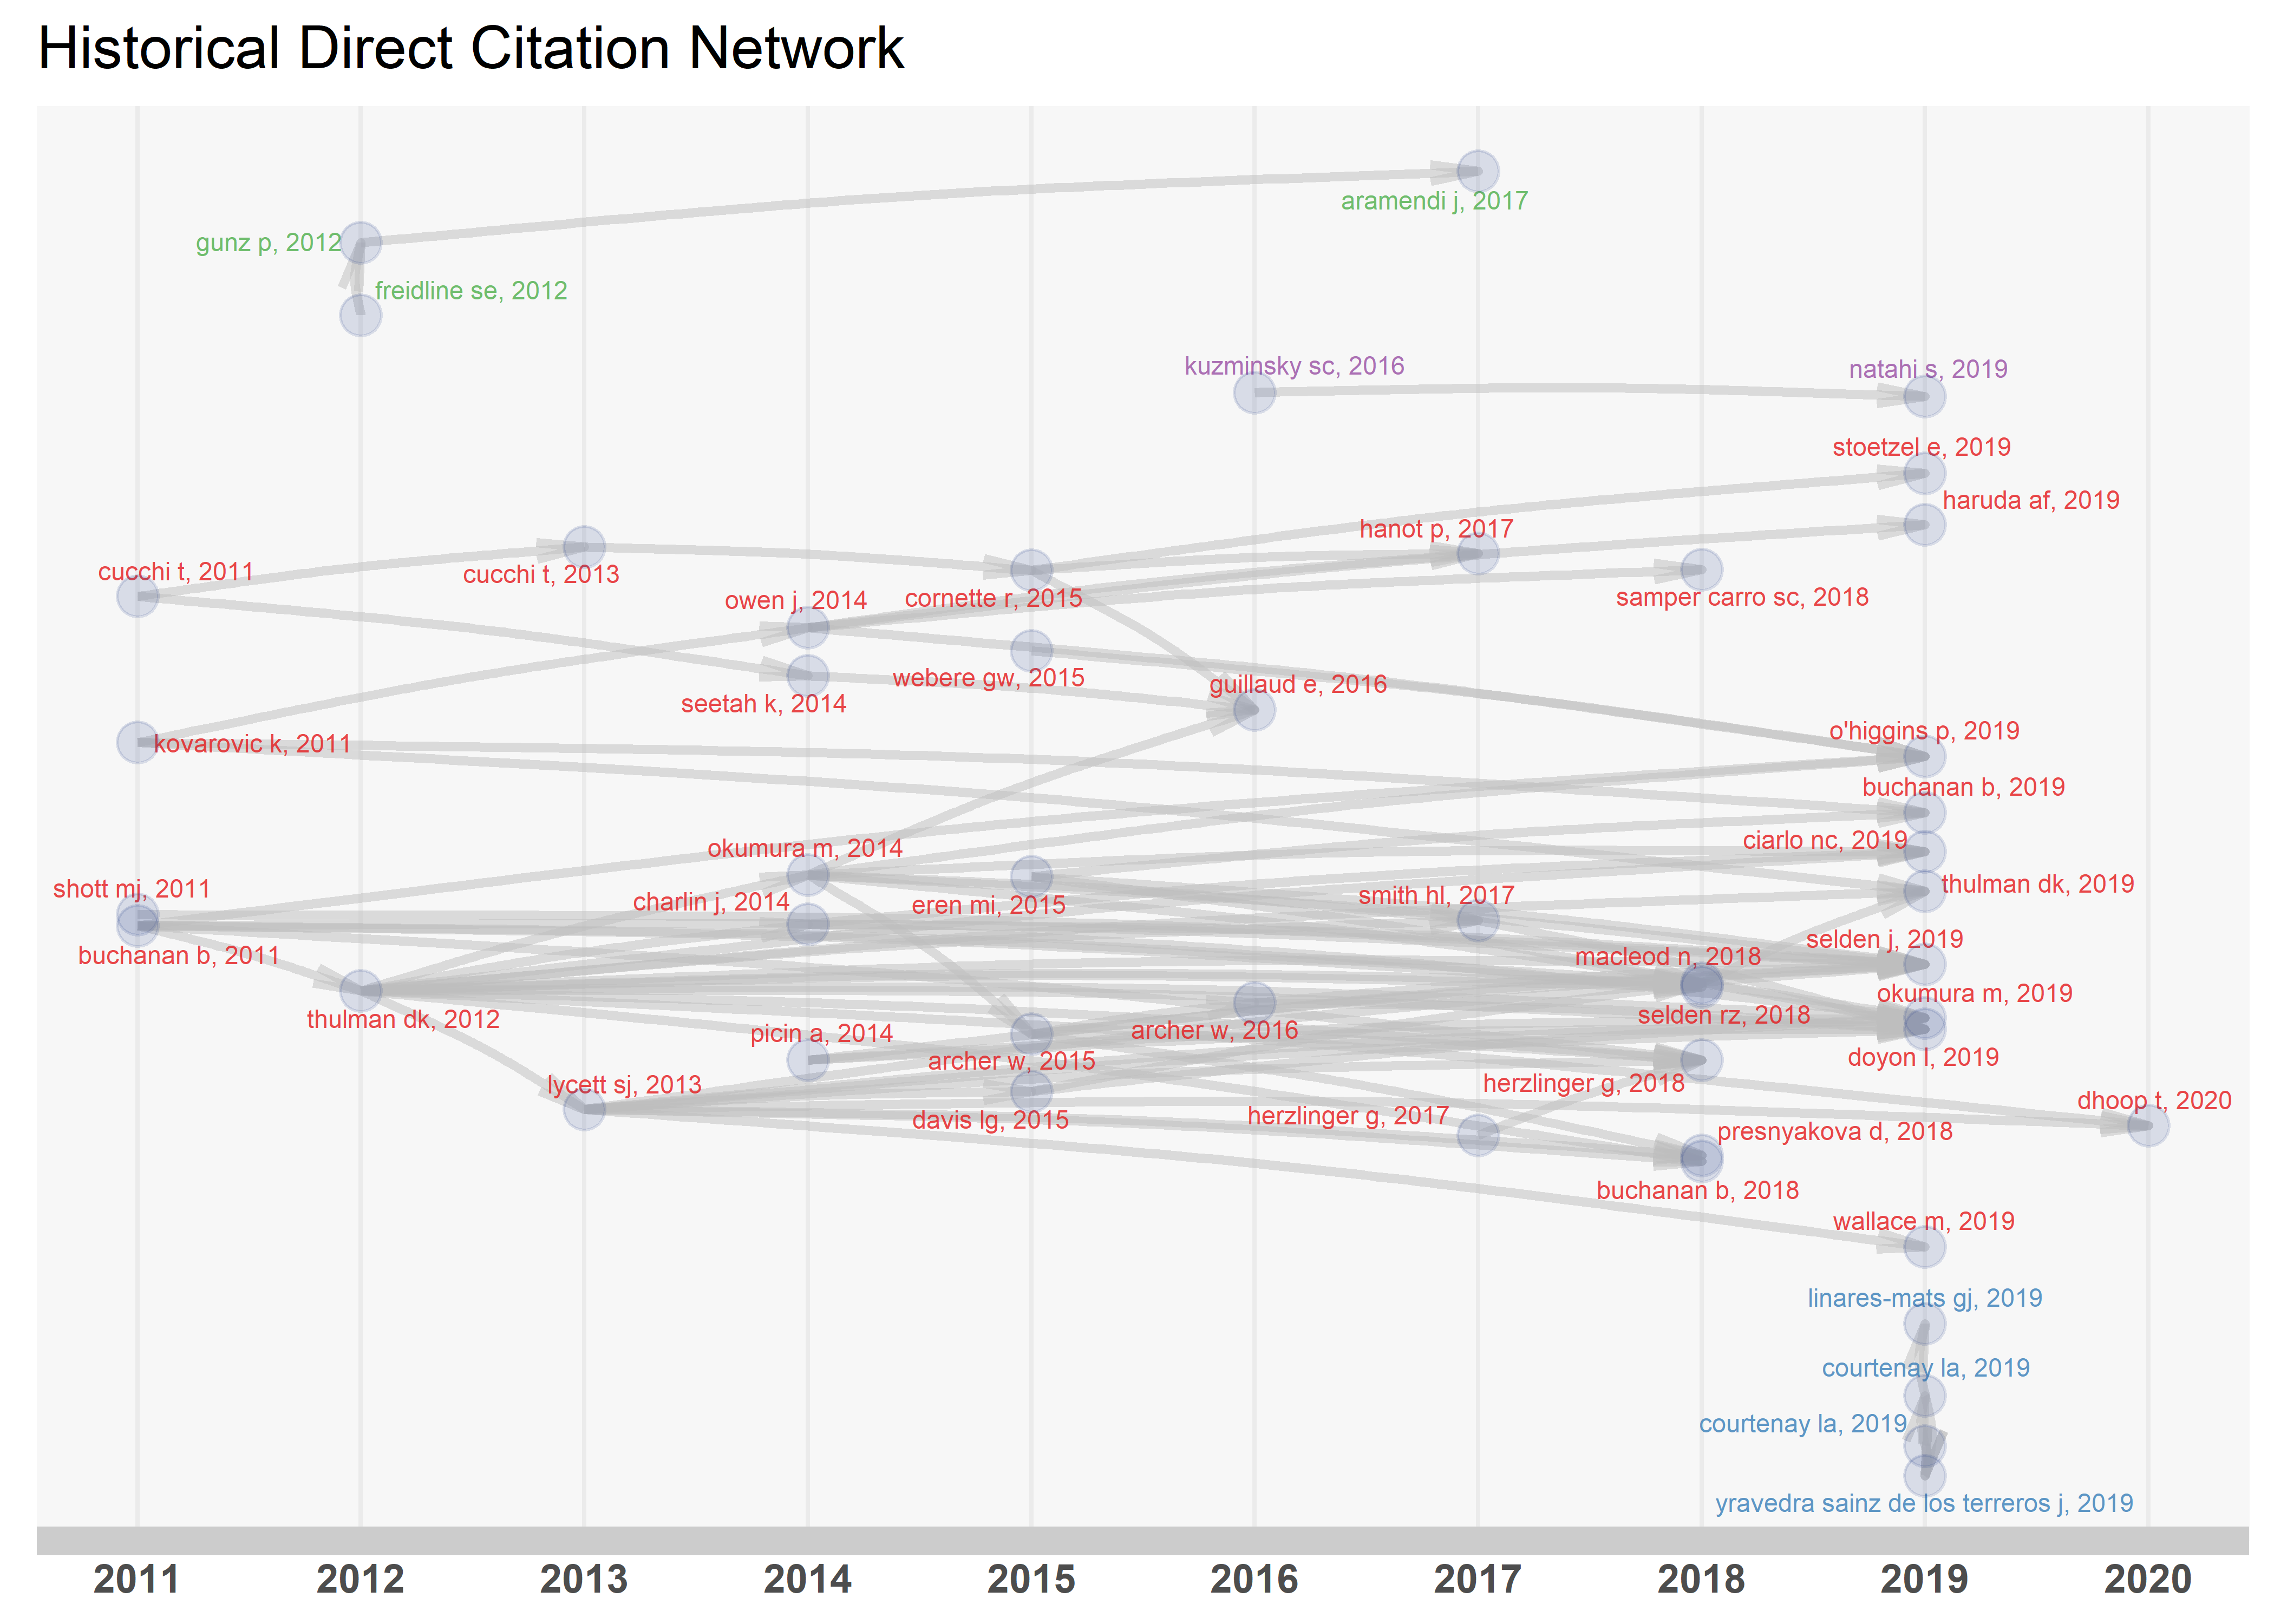 Historical Direct Citation Network
aramendi j, 2017
gunz p, 2012
freidline se, 2012
kuzminsky sc, 2016
natahi s, 2019
stoetzel e, 2019
haruda af, 2019
hanot p, 2017
cucchi t, 2011
cucchi t, 2013
owen j, 2014
cornette r, 2015
samper carro sc, 2018
webere gw, 2015
guillaud e, 2016
seetah k, 2014
o'higgins p, 2019
kovarovic k, 2011
buchanan b, 2019
ciarlo nc, 2019
okumura m, 2014
thulman dk, 2019
shott mj, 2011
smith hl, 2017
charlin j, 2014
eren mi, 2015
selden j, 2019
buchanan b, 2011
macleod n, 2018
okumura m, 2019
thulman dk, 2012
selden rz, 2018
picin a, 2014
archer w, 2016
archer w, 2015
doyon l, 2019
lycett sj, 2013
herzlinger g, 2018
dhoop t, 2020
davis lg, 2015
herzlinger g, 2017
presnyakova d, 2018
buchanan b, 2018
wallace m, 2019
linares-mats gj, 2019
courtenay la, 2019
courtenay la, 2019
yravedra sainz de los terreros j, 2019
2011 2012 2013 2014 2015 2016 2017 2018 2019 2020